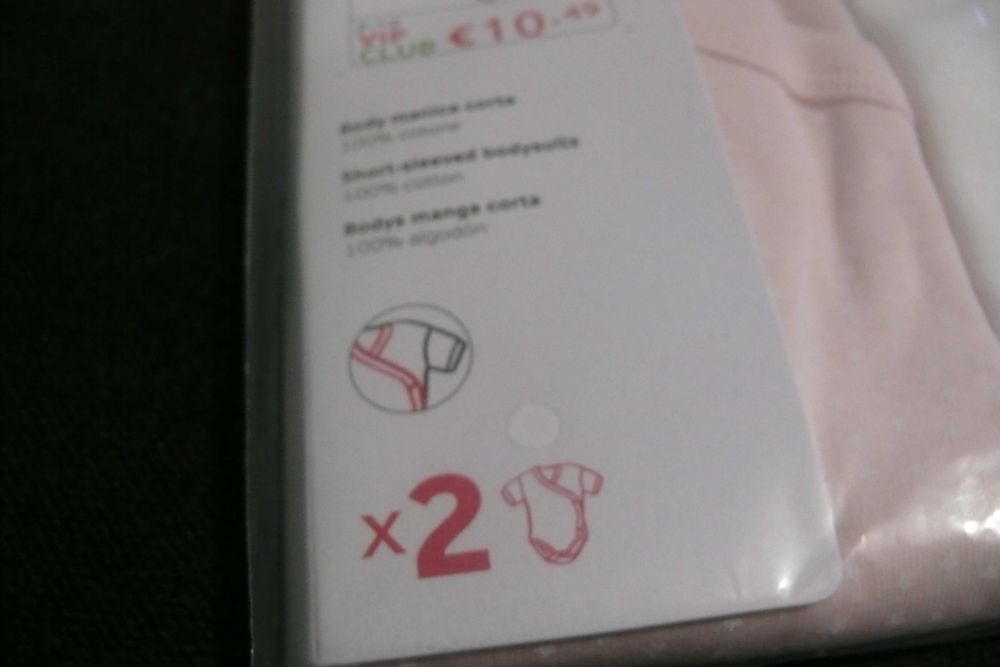 VIP
CLUB €10.49
Body manica corta
100% cotone
Short-sleeved bodysuits
100% cotton
Bodys manga corta
100% algodón
x2